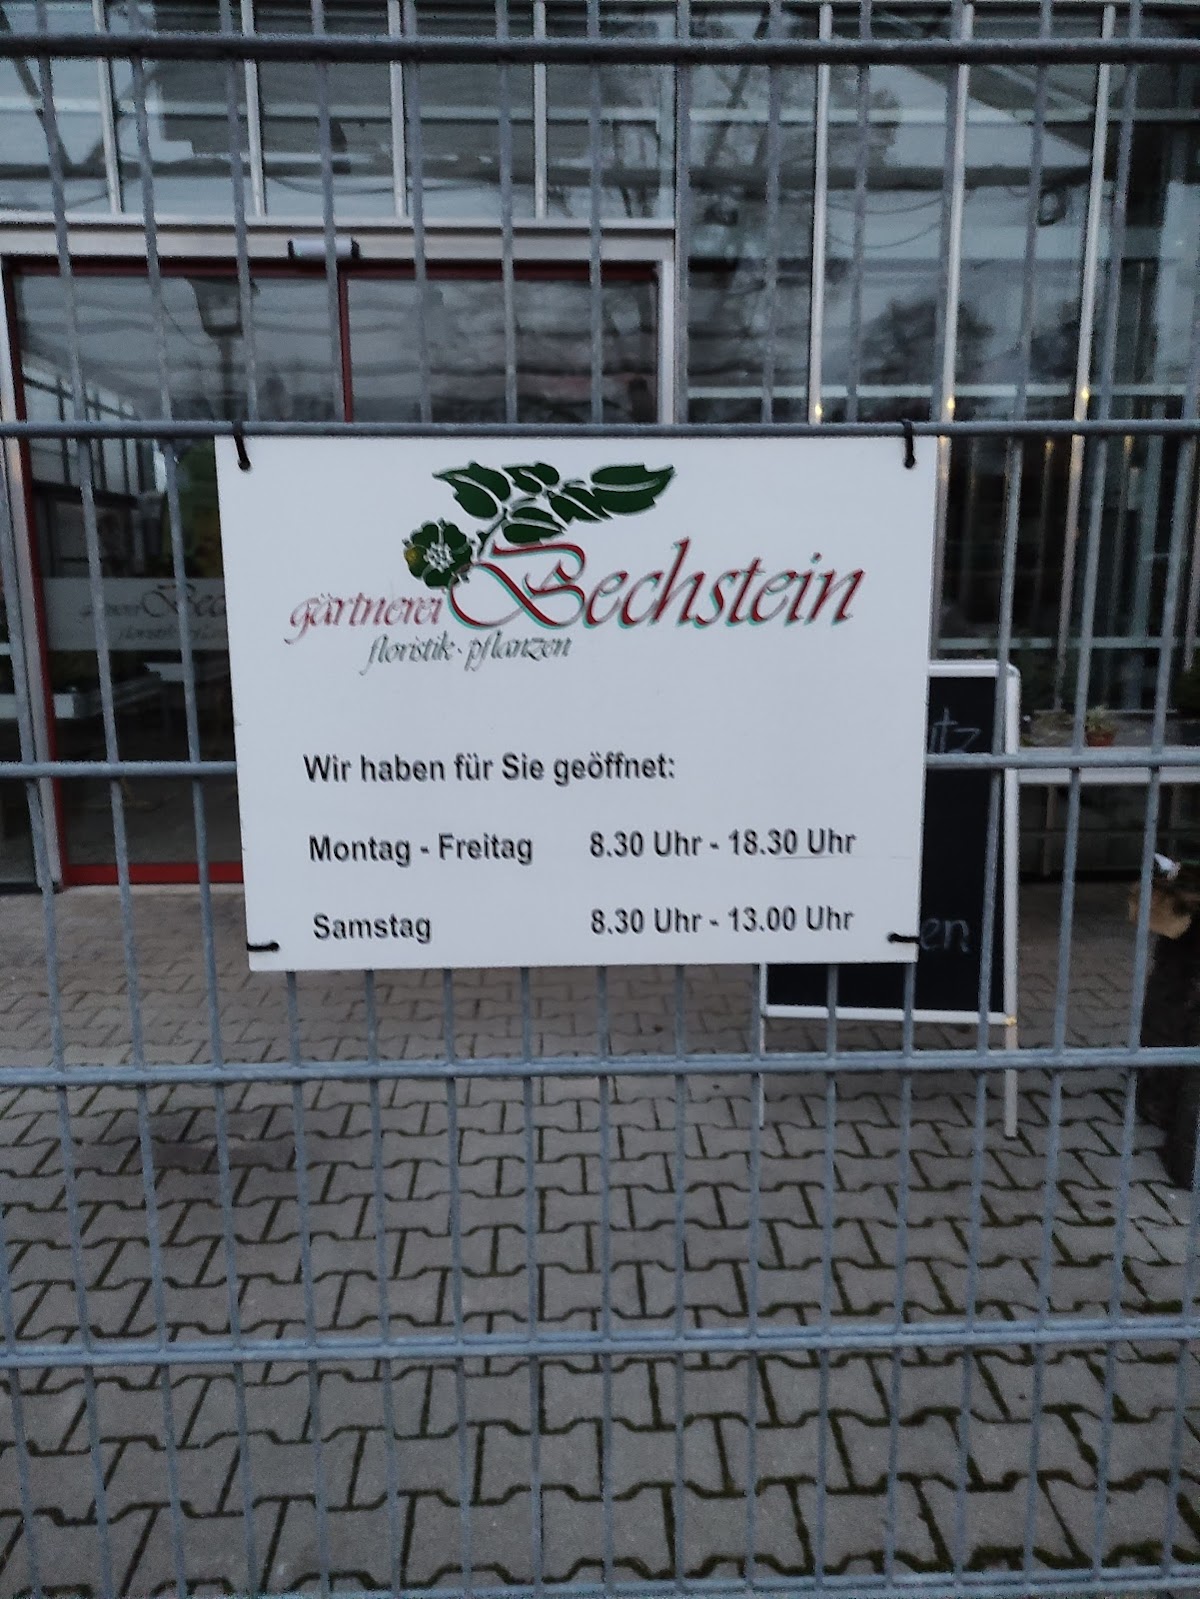 gärtnerei Bechstein
floristik · pflanzen
Wir haben für Sie geöffnet:
Montag - Freitag 8.30 Uhr - 18.30 Uhr
Samstag 8.30 Uhr - 13.00 Uhr